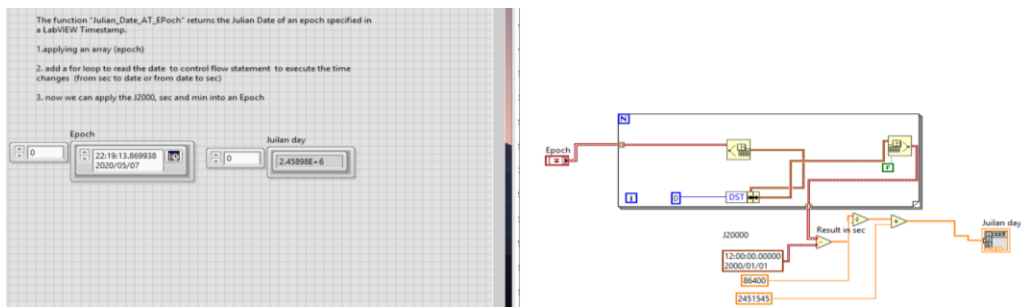 The function "Julian_Date_AT_EPoch" returns the Julian Date of an epoch specified in
a LabVIEW Timestamp.
1.applying an array (epoch)
2. add a for loop to read the date to control flow statement to execute the time
changes (from sec to date or from date to sec)
3. now we can apply the J2000, sec and min into an Epoch
Epoch
0
22:19:13.869938
2020/05/07
Juilan day
0
2.45898E+6
N
Epoch
i
0
DST
F
J20000
Result in sec
Juilan day
12:00:00.00000
2000/01/01
86400
2451545